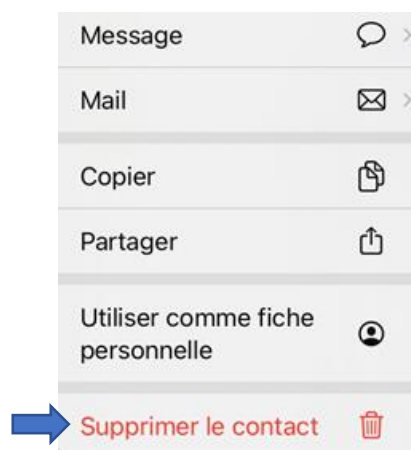 Message
Mail
Copier
Partager
Utiliser comme fiche
personnelle
Supprimer le contact